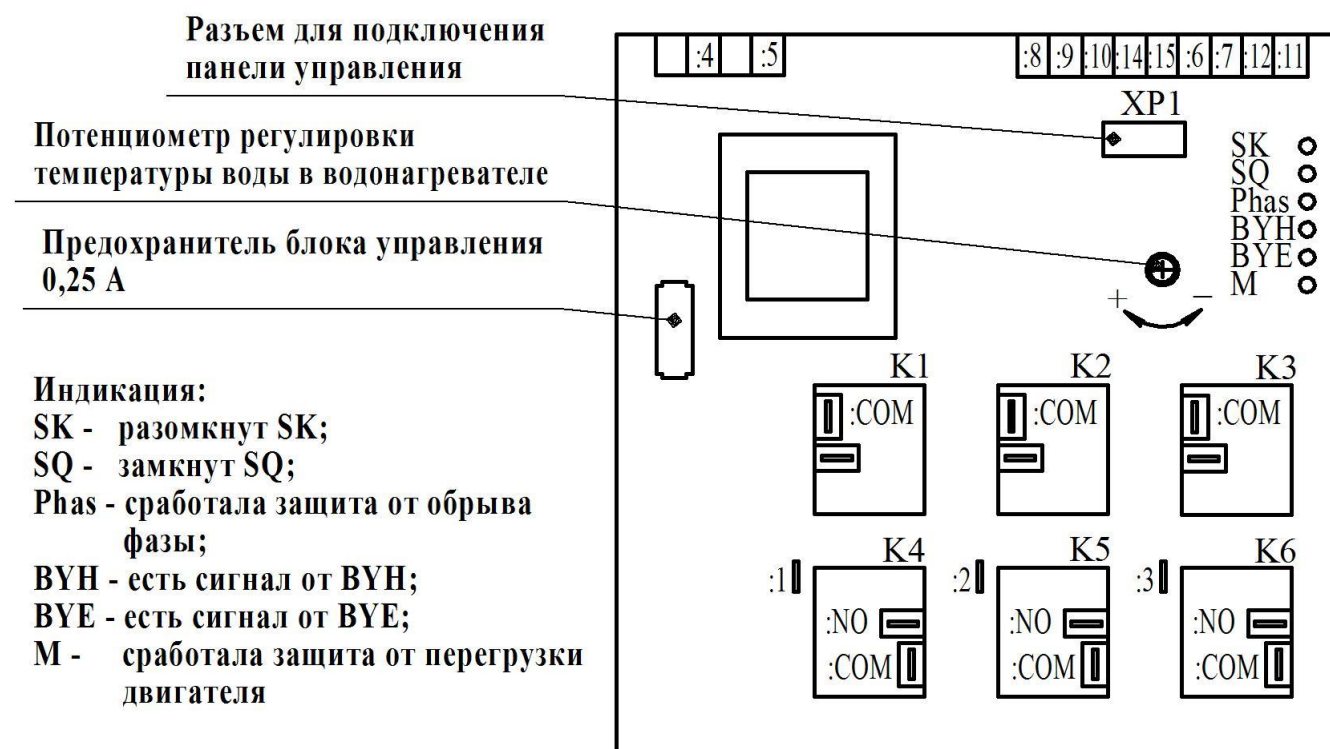 Разъем для подключения
панели управления
Потенциометр регулировки
температуры воды в водонагревателе
Предохранитель блока управления
0,25 А
Индикация:
SK - разомкнут SK;
SQ - замкнут SQ;
Phas - сработала защита от обрыва
фазы;
BYH - есть сигнал от BYH;
BYE - есть сигнал от BYE;
М - сработала защита от перегрузки
двигателя
:4 :5 :8 :9 :10 :14 :15 :6 :7 :12 :11
XP1
SK
SQ
Phas
BYH
BYE
M
+ −
K1 K2 K3
:COM :COM :COM
K4 K5 K6
:1 :2 :3
:NO :NO :NO
:COM :COM :COM